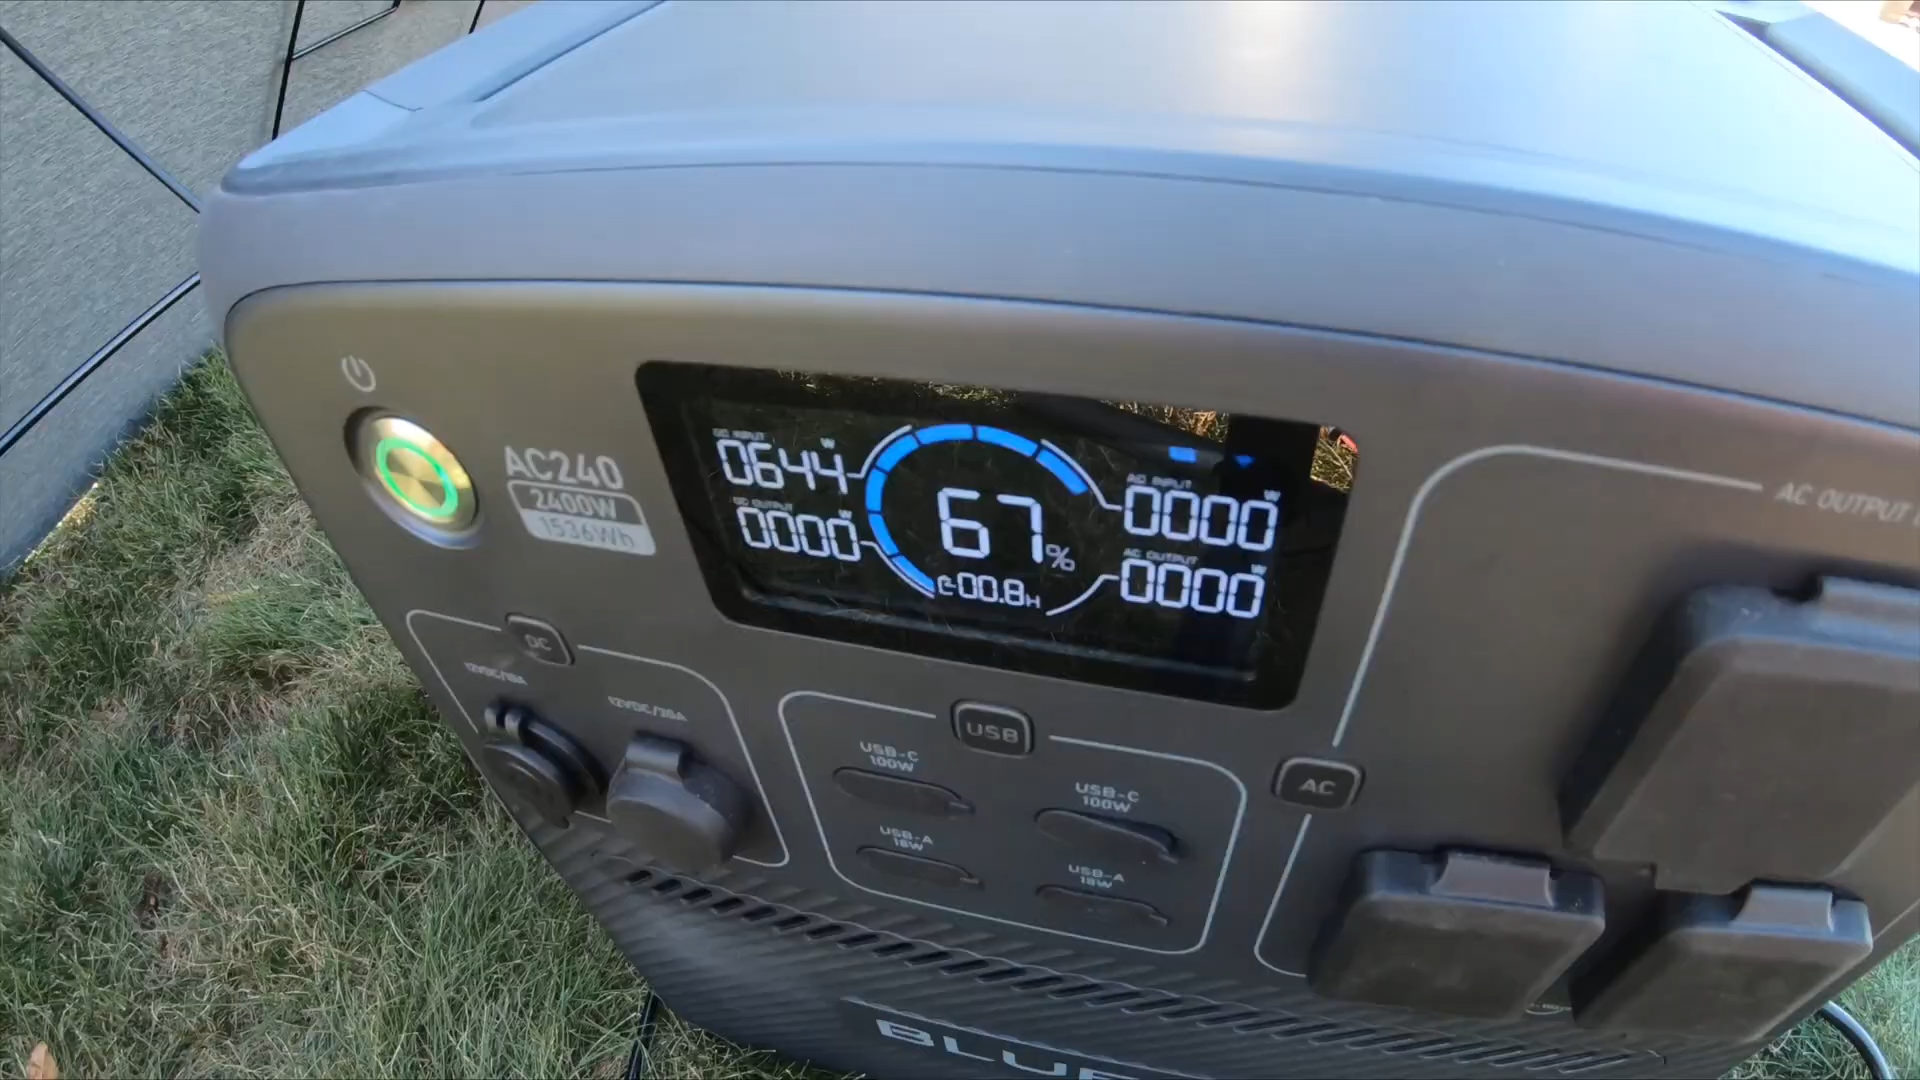 AC240
2400W
1536Wh
DC INPUT
0644 W
DC OUTPUT
0000 W
67%
00.8H
AC INPUT
0000 W
AC OUTPUT
0000 W
AC OUTPUT
DC
12VDC/10A
12VDC/30A
USB
USB-C
100W
USB-C
100W
USB-A
18W
USB-A
18W
AC
BLUE